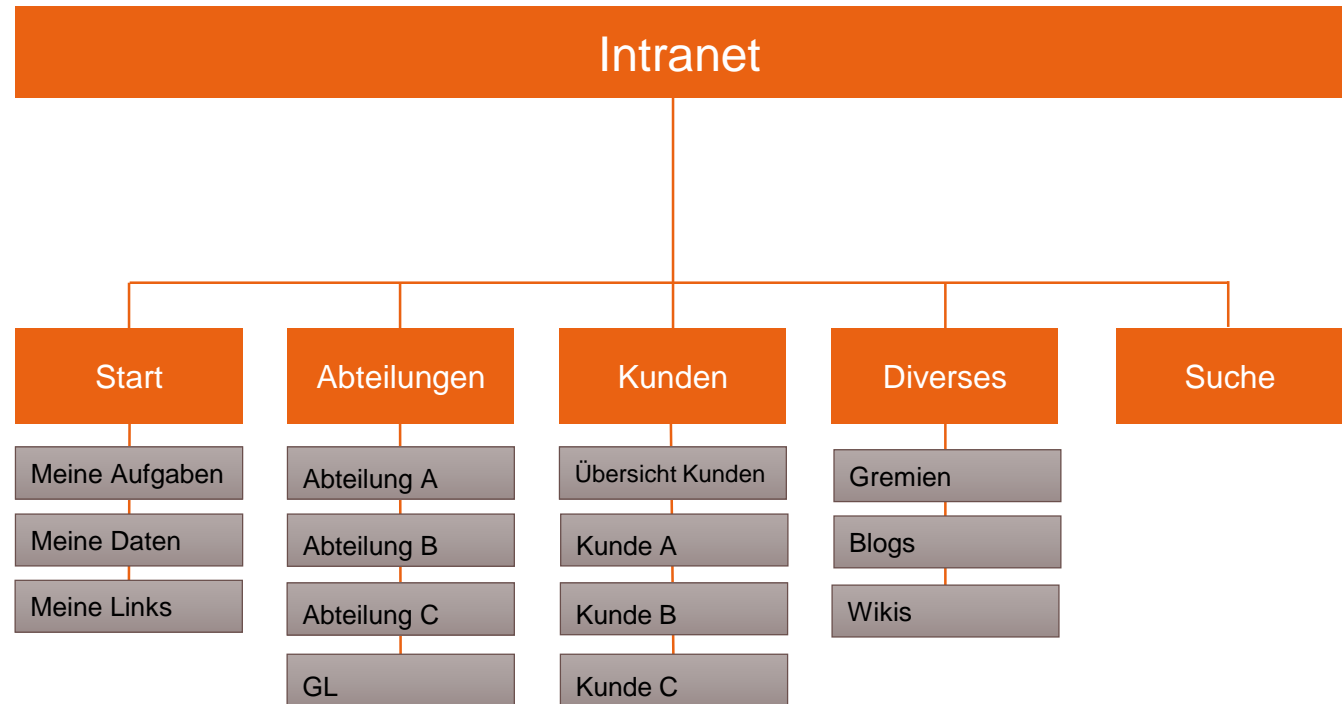 Intranet
Start
Abteilungen
Kunden
Diverses
Suche
Meine Aufgaben
Meine Daten
Meine Links
Abteilung A
Abteilung B
Abteilung C
GL
Übersicht Kunden
Kunde A
Kunde B
Kunde C
Gremien
Blogs
Wikis